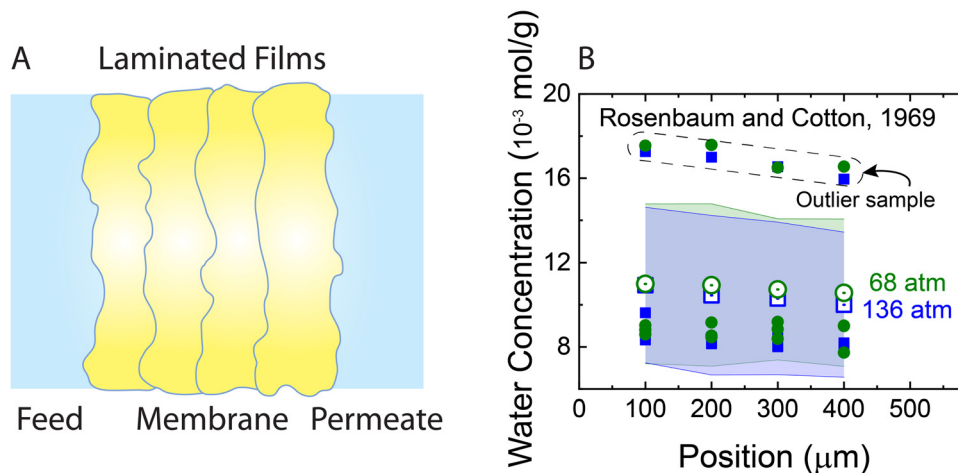 A
Laminated Films
Feed
Membrane
Permeate
B
Water Concentration (10⁻³ mol/g)
20
16
12
8
Rosenbaum and Cotton, 1969
Outlier sample
68 atm
136 atm
0 100 200 300 400 500
Position (μm)